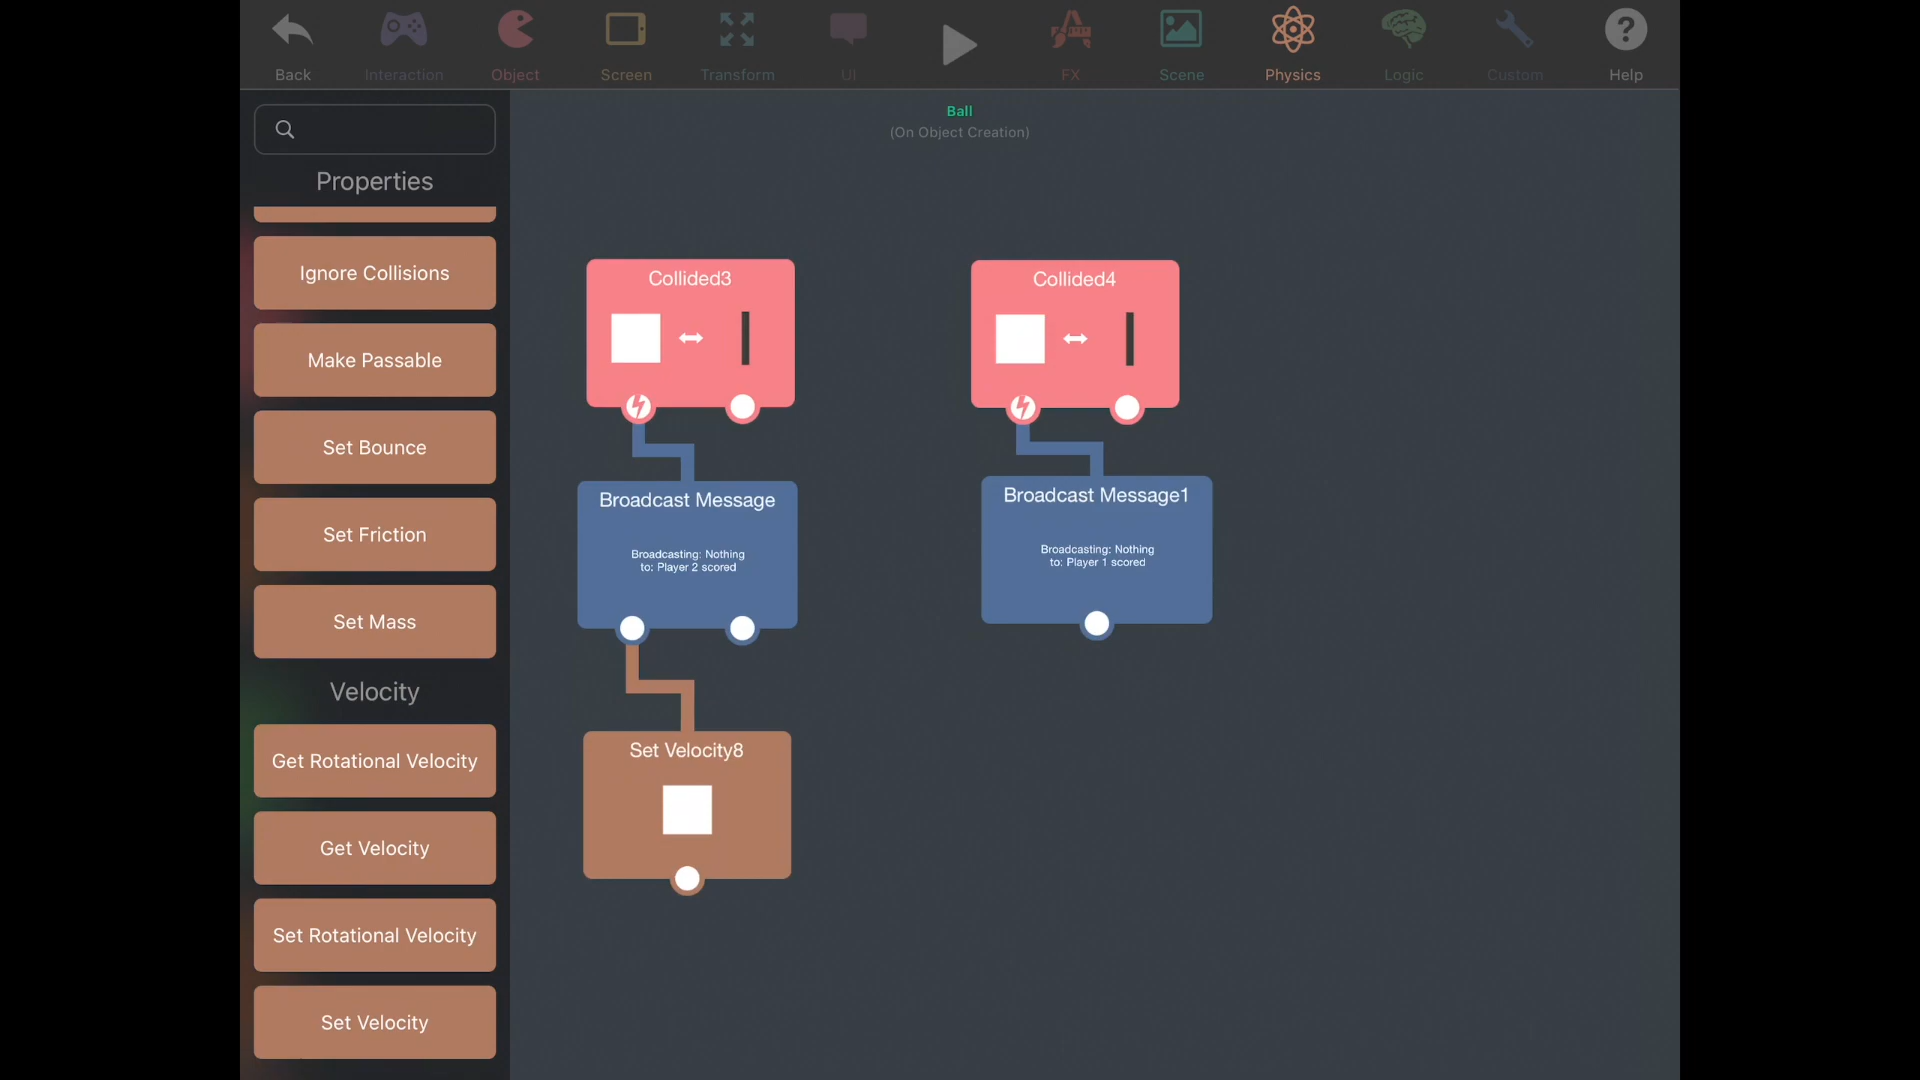 Back
Interaction
Object
Screen
Transform
UI
FX
Scene
Physics
Logic
Custom
?
Help
Ball
(On Object Creation)
Properties
Ignore Collisions
Make Passable
Set Bounce
Set Friction
Set Mass
Velocity
Get Rotational Velocity
Get Velocity
Set Rotational Velocity
Set Velocity
Collided3
Broadcast Message
Broadcasting: Nothing
to: Player 2 scored
Set Velocity8
Collided4
Broadcast Message1
Broadcasting: Nothing
to: Player 1 scored